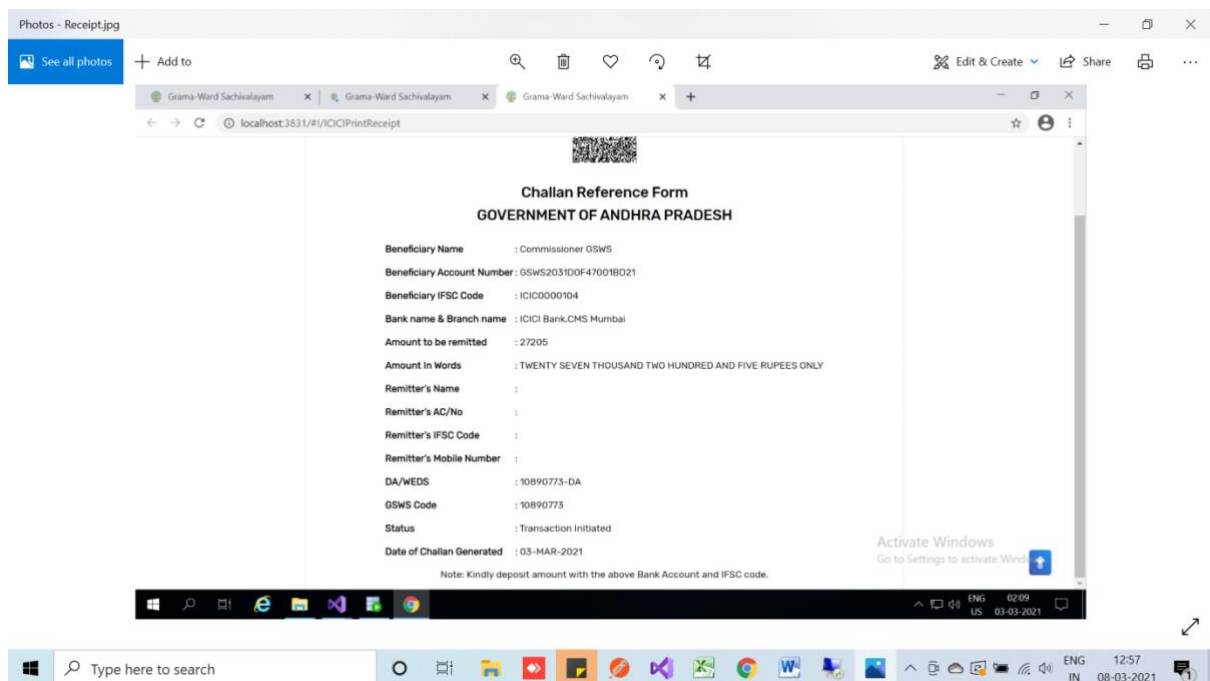 Photos - Receipt.jpg
See all photos + Add to Edit & Create Share
Grama-Ward Sachivalayam Grama-Ward Sachivalayam Grama-Ward Sachivalayam
localhost:3831/#!/ICICIPrintReceipt
Challan Reference Form
GOVERNMENT OF ANDHRA PRADESH
Beneficiary Name : Commissioner GSWS
Beneficiary Account Number : GSWS2031D0F47001BD21
Beneficiary IFSC Code : ICIC0000104
Bank name & Branch name : ICICI Bank,CMS Mumbai
Amount to be remitted : 27205
Amount In Words : TWENTY SEVEN THOUSAND TWO HUNDRED AND FIVE RUPEES ONLY
Remitter's Name :
Remitter's AC/No :
Remitter's IFSC Code :
Remitter's Mobile Number :
DA/WEDS : 10890773-DA
GSWS Code : 10890773
Status : Transaction Initiated
Date of Challan Generated : 03-MAR-2021
Note: Kindly deposit amount with the above Bank Account and IFSC code.
Activate Windows
Go to Settings to activate Wind
ENG 02:09
US 03-03-2021
Type here to search
ENG 12:57
IN 08-03-2021